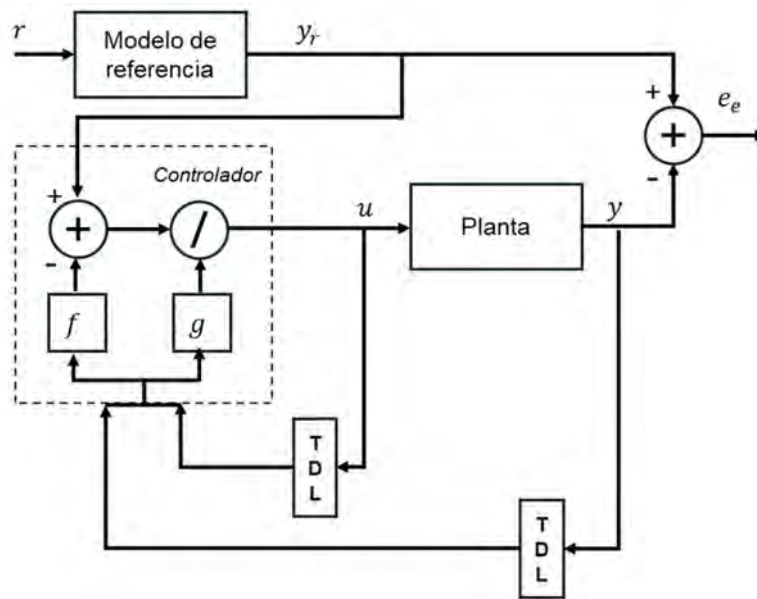 r
Modelo de
referencia
y_r
+
e_e
+
-
Controlador
+
+
/
-
u
Planta
y
f
g
T
D
L
T
D
L